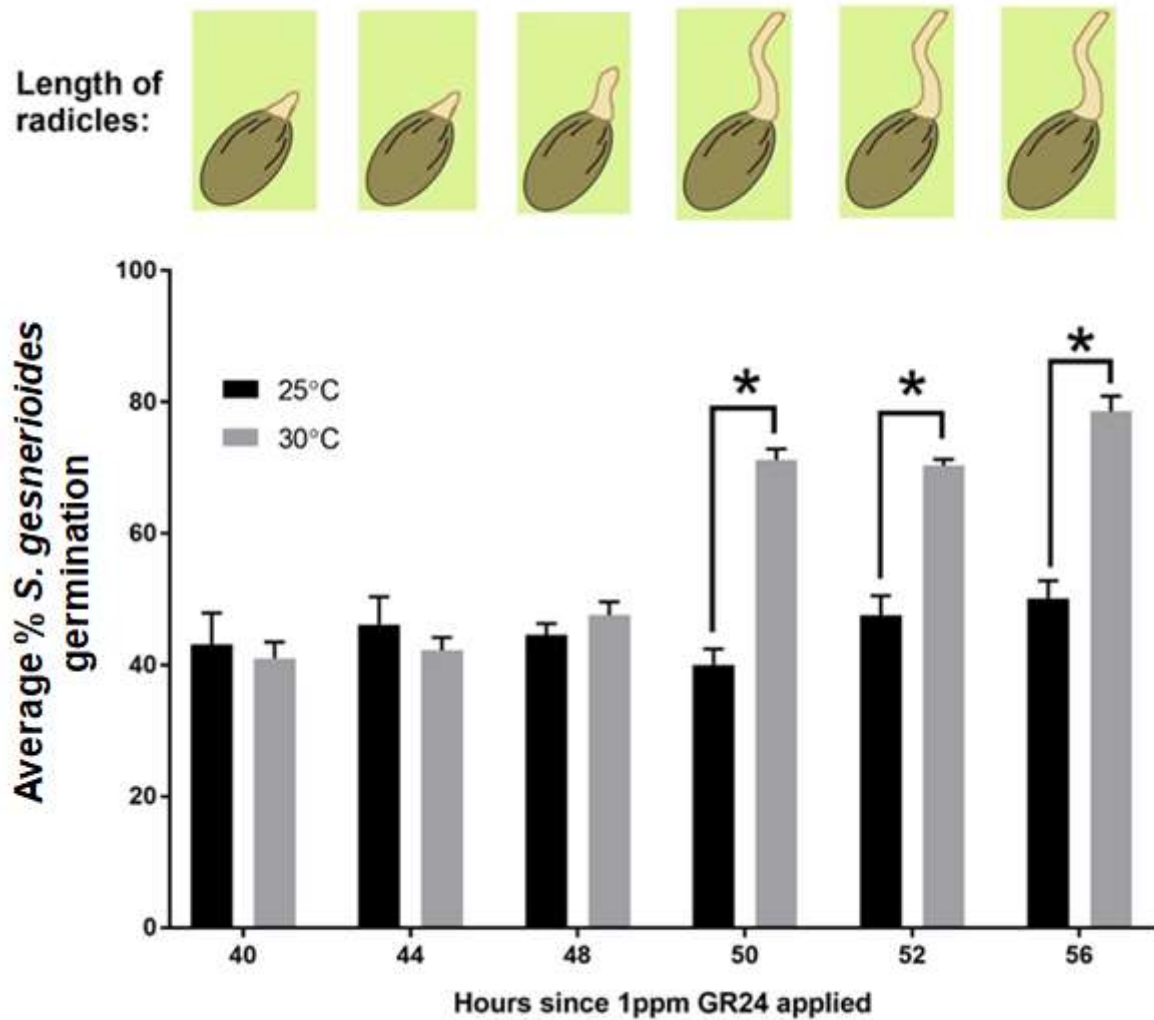 Length of
radicles:
100
80
60
40
20
0
Average % S. gesnerioides
germination
25°C
30°C
*
*
*
40 44 48 50 52 56
Hours since 1ppm GR24 applied